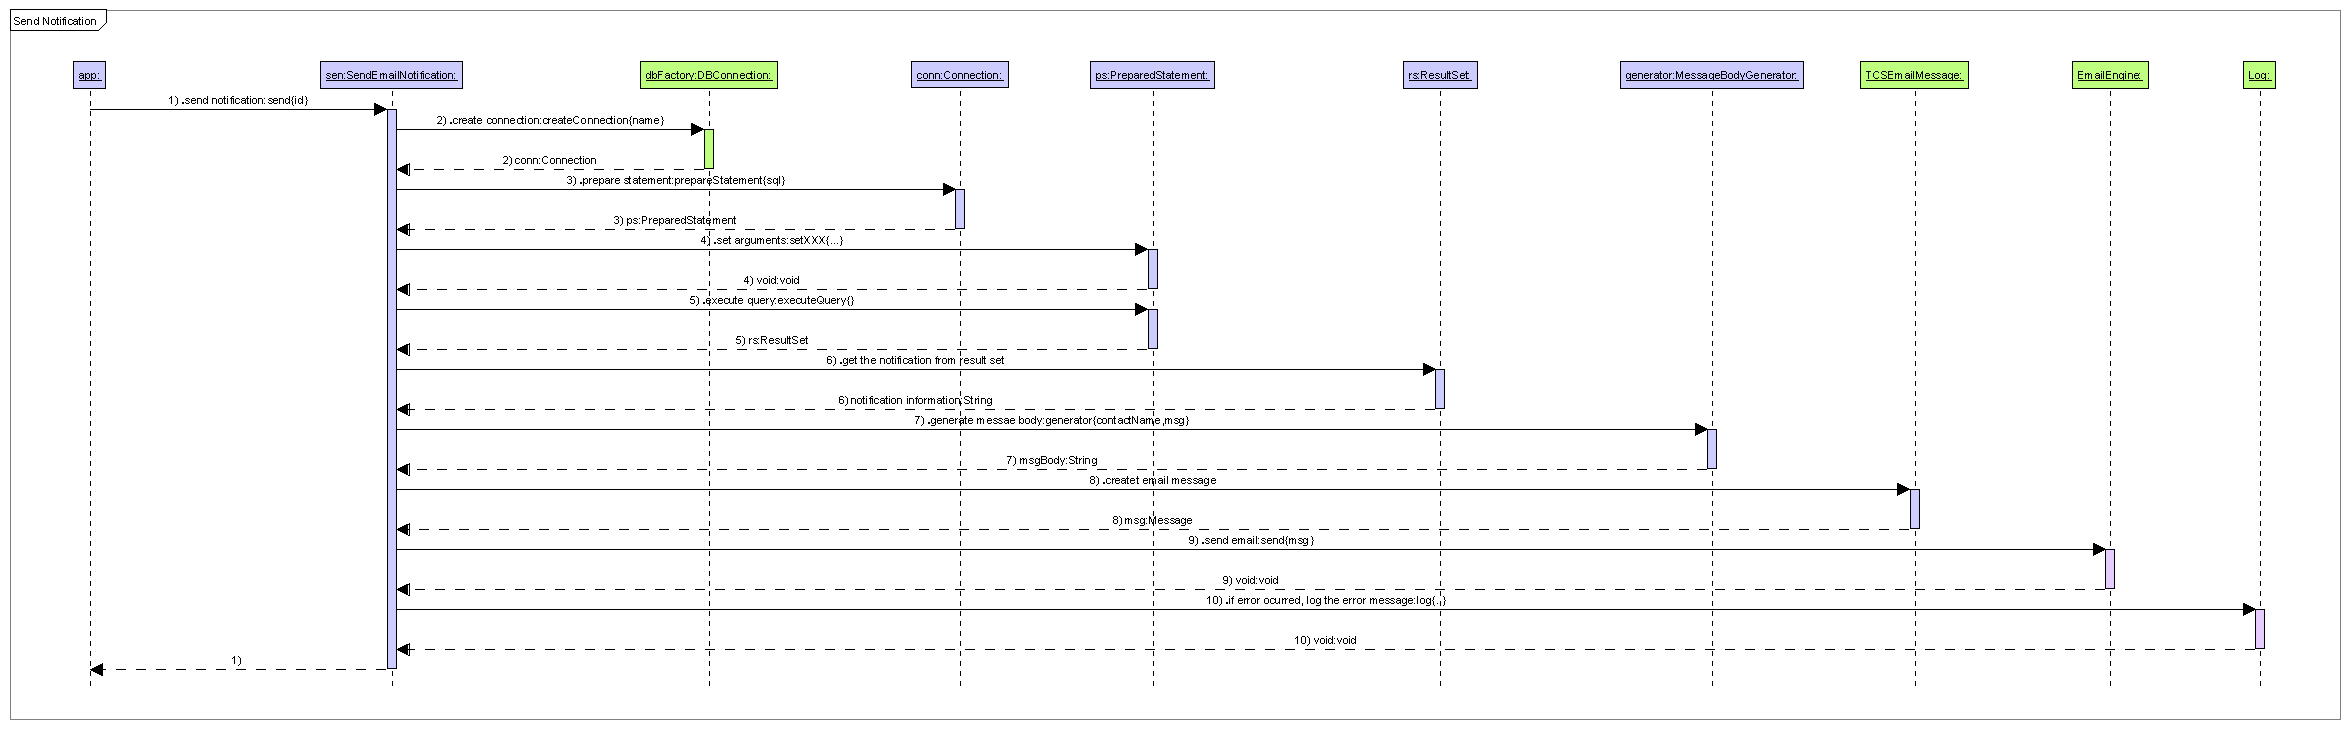 Send Notification
app:
sen:SendEmailNotification:
dbFactory:DBConnection:
conn:Connection:
ps:PreparedStatement:
rs:ResultSet:
generator:MessageBodyGenerator:
TCSEmailMessage:
EmailEngine:
Log:
1) .send notification:send{id}
2) .create connection:createConnection{name}
2) conn:Connection
3) .prepare statement:prepareStatement{sql}
3) ps:PreparedStatement
4) .set arguments:setXXX{...}
4) void:void
5) .execute query:executeQuery{}
5) rs:ResultSet
6) .get the notification from result set
6) notification information:String
7) .generate messae body:generator{contactName,msg}
7) msgBody:String
8) .createt email message
8) msg:Message
9) .send email:send{msg}
9) void:void
10) .if error ocurred, log the error message:log{..}
10) void:void
1)